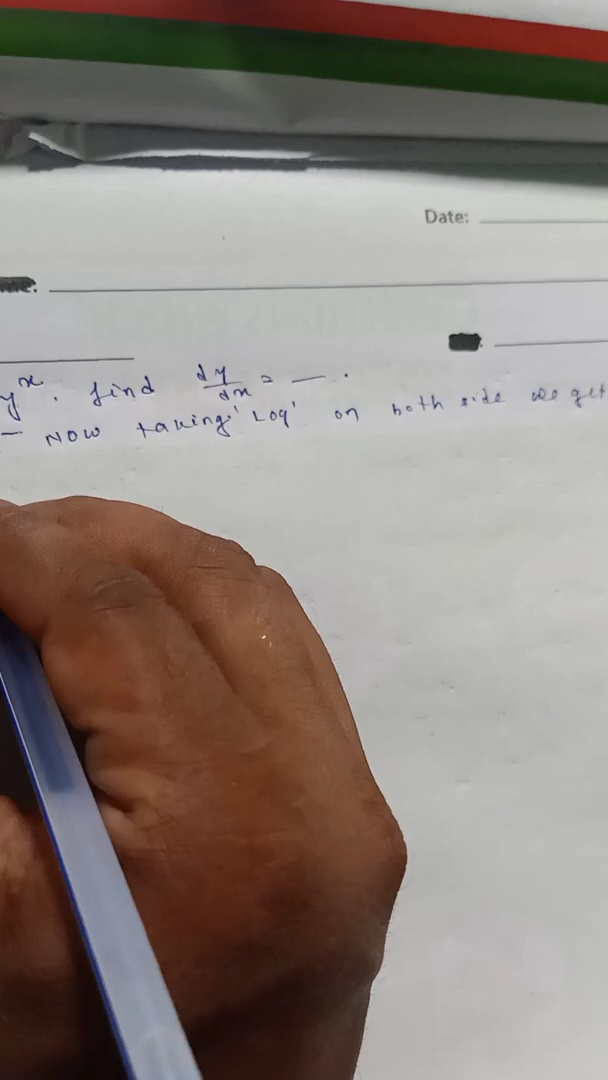 Date:
y^x. find dy/dx = — .
— NOW taking 'Log' on both side we get